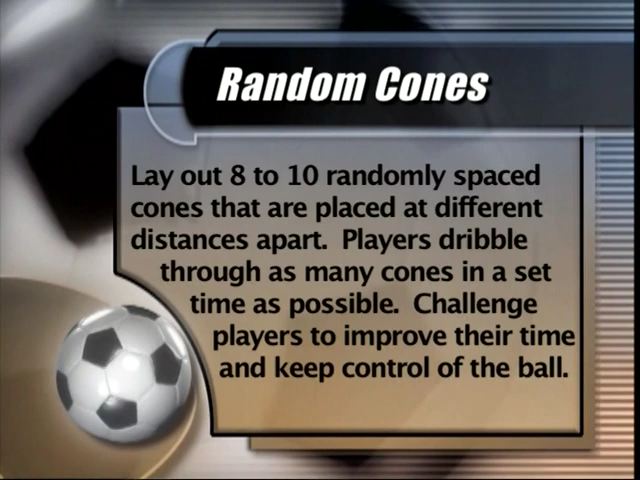 Random Cones
Lay out 8 to 10 randomly spaced
cones that are placed at different
distances apart.  Players dribble
through as many cones in a set
time as possible.  Challenge
players to improve their time
and keep control of the ball.